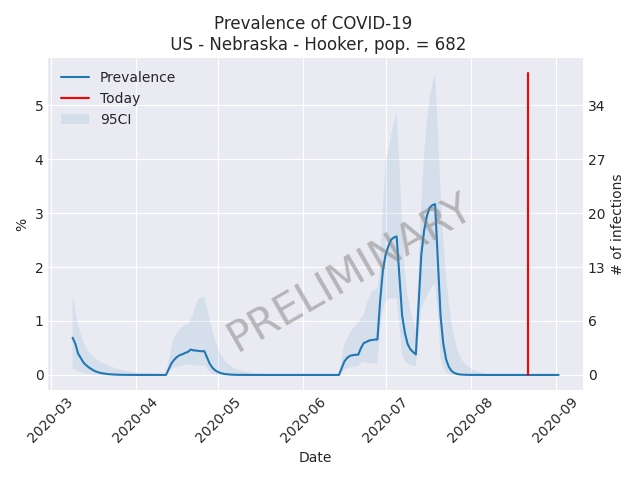 Prevalence of COVID-19
US - Nebraska - Hooker, pop. = 682
Prevalence
Today
95CI
PRELIMINARY
%
5
4
3
2
1
0
# of infections
34
27
20
13
6
0
2020-03
2020-04
2020-05
2020-06
2020-07
2020-08
2020-09
Date